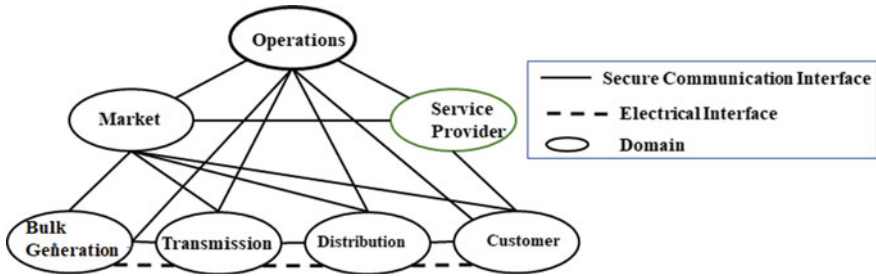 Operations
Market
Service
Provider
Bulk
Generation
Transmission
Distribution
Customer
Secure Communication Interface
Electrical Interface
Domain